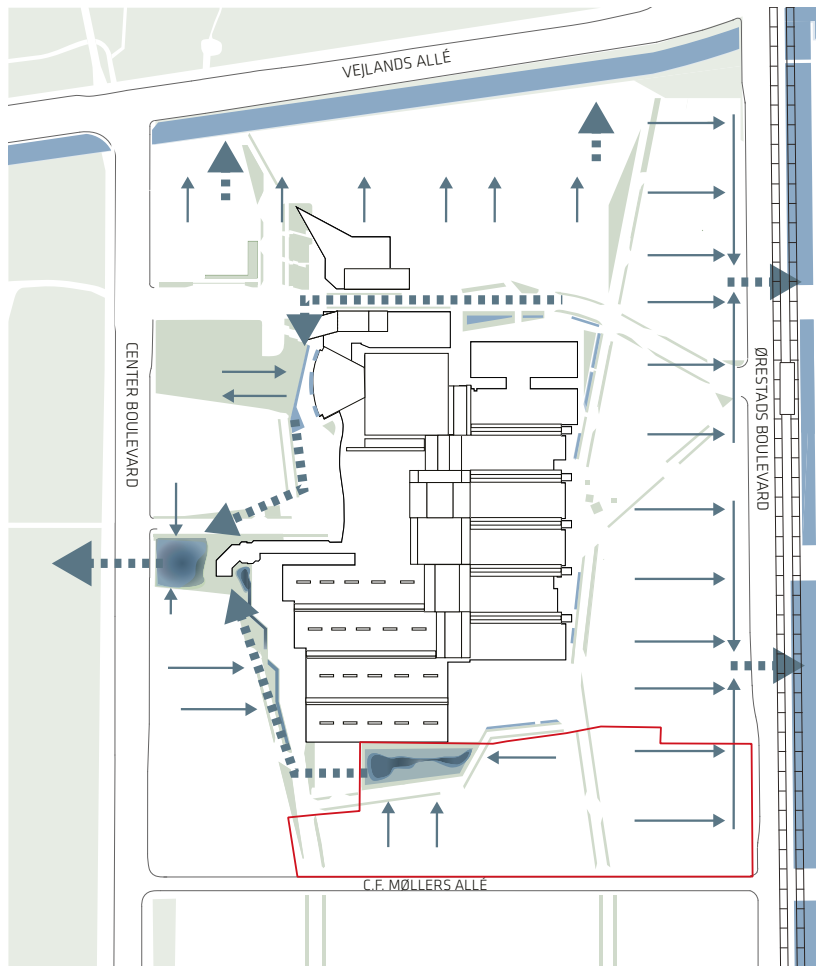 VEJLANDS ALLÉ
CENTER BOULEVARD
ØRESTADS BOULEVARD
C.F. MØLLERS ALLÉ